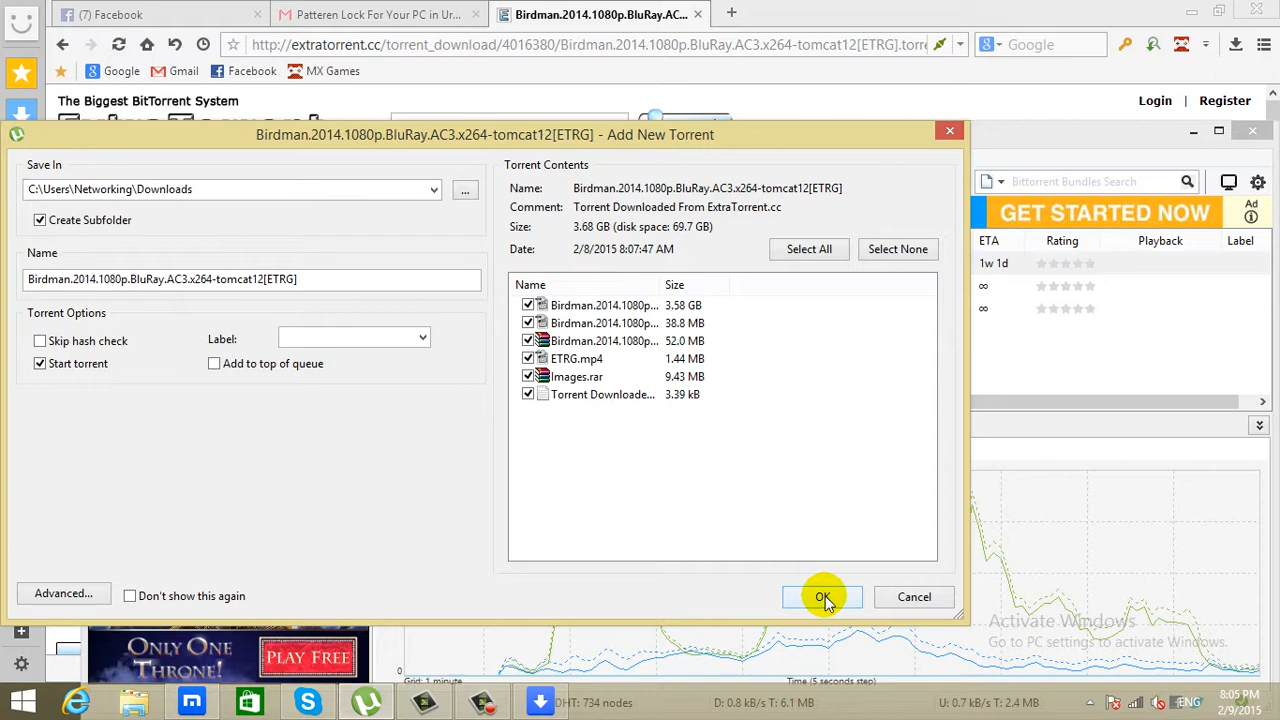 (7) Facebook
Patteren Lock For Your PC in Ur...
Birdman.2014.1080p.BluRay.AC...
http://extratorrent.cc/torrent_download/4016380/Birdman.2014.1080p.BluRay.AC3.x264-tomcat12[ETRG].torr
Google
Google
Gmail
Facebook
MX Games
The Biggest BitTorrent System
Login | Register
Birdman.2014.1080p.BluRay.AC3.x264-tomcat12[ETRG] - Add New Torrent
Save In
C:\Users\Networking\Downloads
...
Create Subfolder
Name
Birdman.2014.1080p.BluRay.AC3.x264-tomcat12[ETRG]
Torrent Options
Skip hash check
Label:
Start torrent
Add to top of queue
Advanced...
Don't show this again
Torrent Contents
Name: Birdman.2014.1080p.BluRay.AC3.x264-tomcat12[ETRG]
Comment: Torrent Downloaded From ExtraTorrent.cc
Size: 3.68 GB (disk space: 69.7 GB)
Date: 2/8/2015 8:07:47 AM
Select All
Select None
Name Size
Birdman.2014.1080p... 3.58 GB
Birdman.2014.1080p... 38.8 MB
Birdman.2014.1080p... 52.0 MB
ETRG.mp4 1.44 MB
Images.rar 9.43 MB
Torrent Downloade... 3.39 kB
OK
Cancel
Bittorrent Bundles Search
GET STARTED NOW
Ad
ETA Rating Playback Label
1w 1d
∞
∞
Activate Windows
Go to PC settings to activate Windows.
ONLY ONE THRONE!
PLAY FREE
0
Grid: 1 minute
Time (5 seconds step)
DHT: 734 nodes
D: 0.8 kB/s T: 6.1 MB
U: 0.7 kB/s T: 2.4 MB
ENG
8:05 PM
2/9/2015